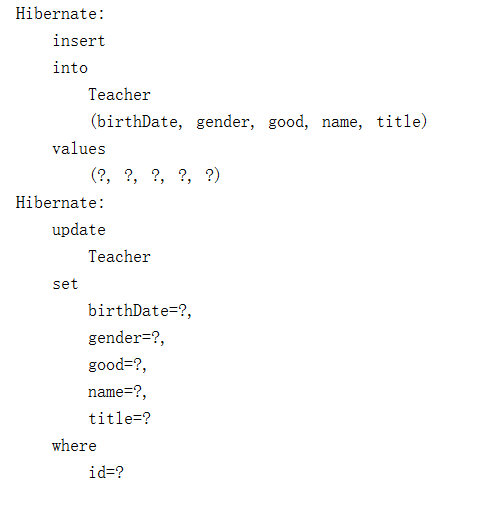 Hibernate:
    insert
    into
        Teacher
        (birthDate, gender, good, name, title)
    values
        (?, ?, ?, ?, ?)
Hibernate:
    update
        Teacher
    set
        birthDate=?,
        gender=?,
        good=?,
        name=?,
        title=?
    where
        id=?